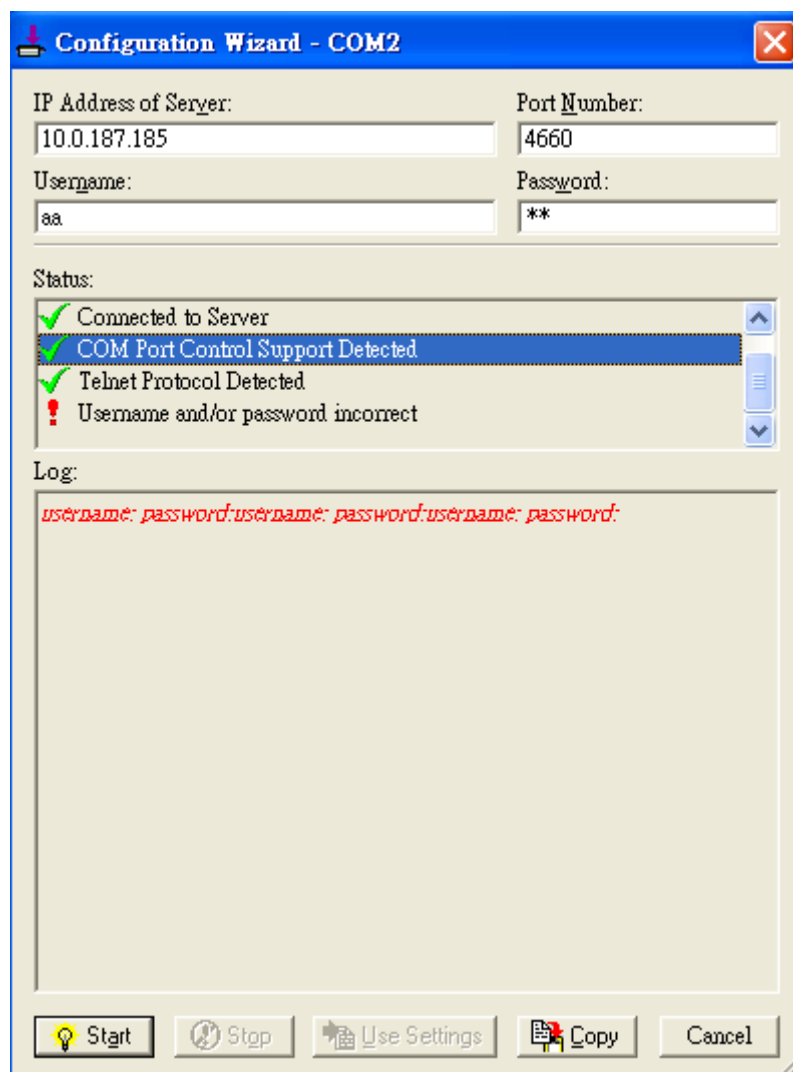 Configuration Wizard - COM2
IP Address of Server: Port Number:
10.0.187.185 4660
Username: Password:
aa **
Status:
Connected to Server
COM Port Control Support Detected
Telnet Protocol Detected
Username and/or password incorrect
Log:
username: password:username: password:username: password:
Start Stop Use Settings Copy Cancel